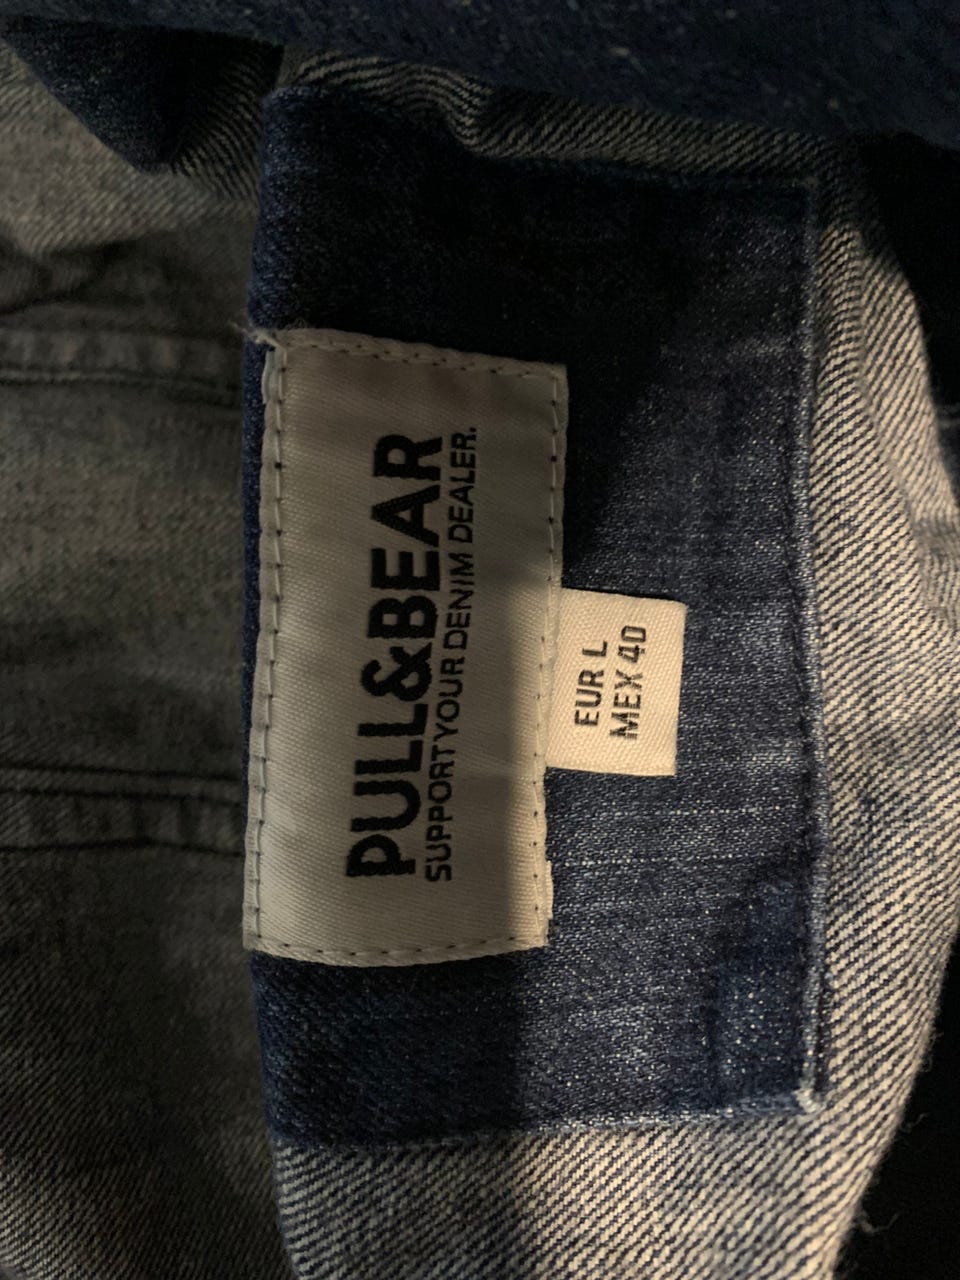 PULL&BEAR
SUPPORT YOUR DENIM DEALER.
EUR L
MEX 40